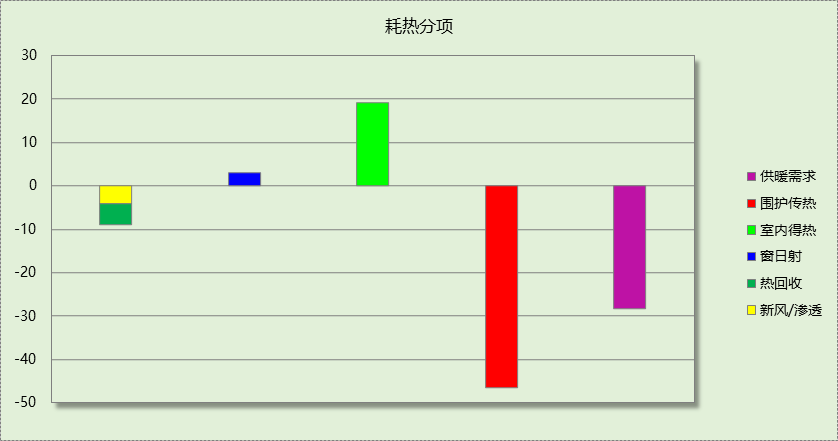 耗热分项
30
20
10
0
-10
-20
-30
-40
-50
供暖需求
围护传热
室内得热
窗日射
热回收
新风/渗透